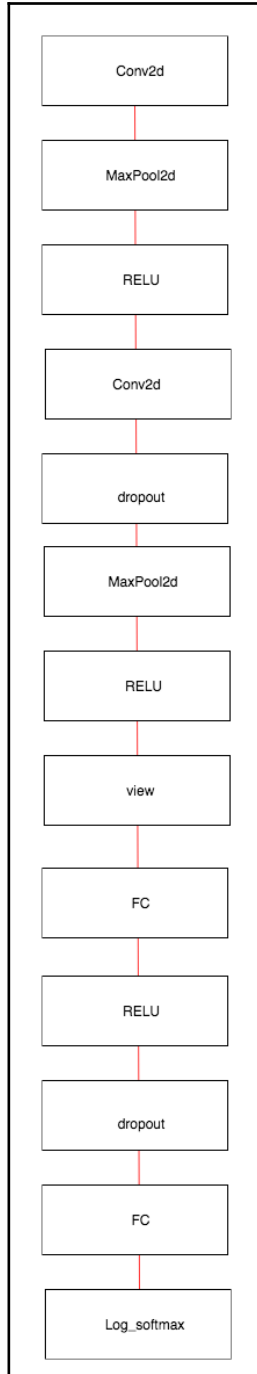 Conv2d
MaxPool2d
RELU
Conv2d
dropout
MaxPool2d
RELU
view
FC
RELU
dropout
FC
Log_softmax